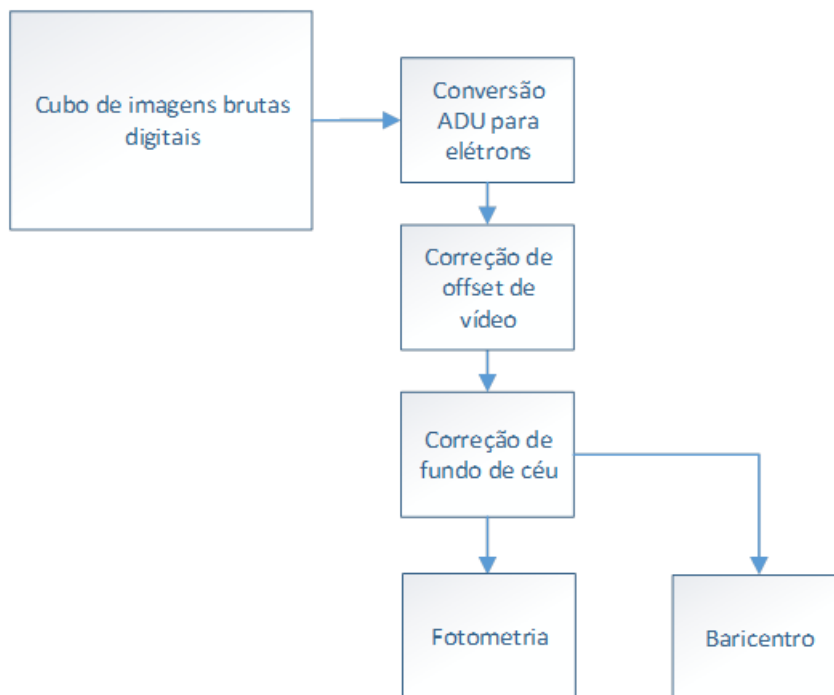 Cubo de imagens brutas
digitais
Conversão
ADU para
elétrons
Correção de
offset de
vídeo
Correção de
fundo de céu
Fotometria
Baricentro